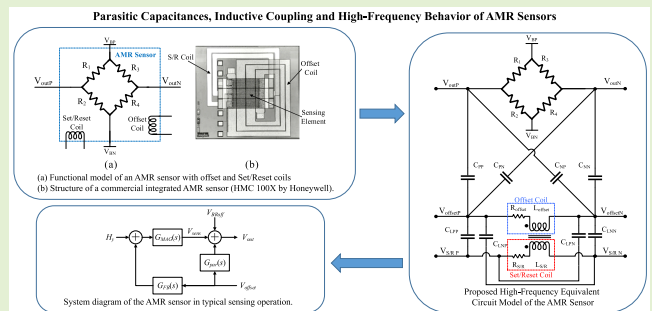 Parasitic Capacitances, Inductive Coupling and High-Frequency Behavior of AMR Sensors
V_BP
AMR Sensor
R_1
R_3
V_outP
V_outN
R_2
R_4
Set/Reset
Coil
V_BN
Offset
Coil
(a)
S/R Coil
Offset
Coil
Sensing
Element
(b)
(a) Functional model of an AMR sensor with offset and Set/Reset coils
(b) Structure of a commercial integrated AMR sensor (HMC 100X by Honeywell).
V_BP
R_1
R_3
V_outP
V_outN
R_2
R_4
V_BN
C_PP
C_PN
C_NP
C_NN
Offset Coil
V_offsetP
R_offset
L_offset
V_offsetN
C_LPP
C_LNP
C_LPN
C_LNN
V_S/R P
R_S/R
L_S/R
V_S/R N
Set/Reset Coil
Proposed High-Frequency Equivalent
Circuit Model of the AMR Sensor
H_s
G_MAG(s)
V_sens
V_out
G_par(s)
V_offset
System diagram of the AMR sensor in typical sensing operation.